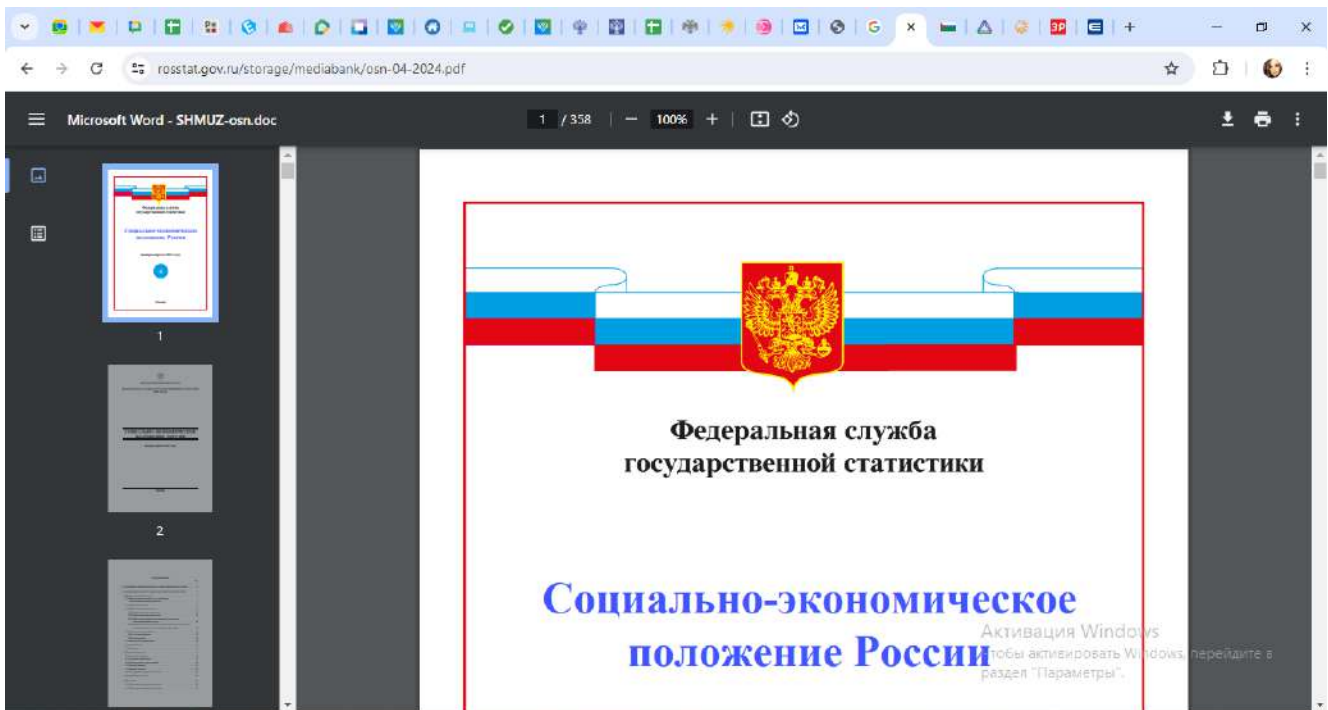 rosstat.gov.ru/storage/mediabank/osn-04-2024.pdf
Microsoft Word - SHMUZ-osn.doc
1 / 358
100%
1
2
Федеральная служба
государственной статистики
Социально-экономическое
положение России
Активация Windows
Чтобы активировать Windows, перейдите в
раздел "Параметры".